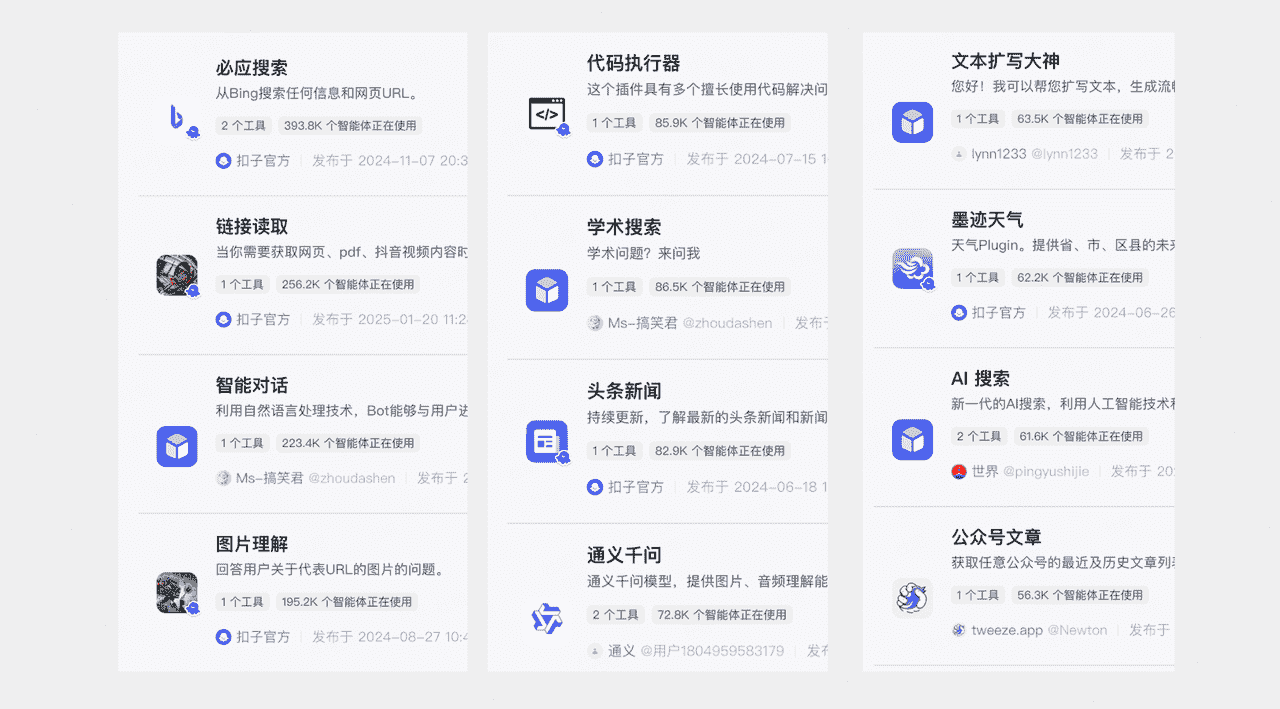 必应搜索
从Bing搜索任何信息和网页URL。
2 个工具 393.8K 个智能体正在使用
扣子官方 发布于 2024-11-07 20:3
链接读取
当你需要获取网页、pdf、抖音视频内容时
1 个工具 256.2K 个智能体正在使用
扣子官方 发布于 2025-01-20 11:2
智能对话
利用自然语言处理技术，Bot能够与用户进
1 个工具 223.4K 个智能体正在使用
Ms-搞笑君 @zhoudashen 发布于 2
图片理解
回答用户关于代表URL的图片的问题。
1 个工具 195.2K 个智能体正在使用
扣子官方 发布于 2024-08-27 10:4
代码执行器
这个插件具有多个擅长使用代码解决问
1 个工具 85.9K 个智能体正在使用
扣子官方 发布于 2024-07-15 1
学术搜索
学术问题？来问我
1 个工具 86.5K 个智能体正在使用
Ms-搞笑君 @zhoudashen 发布于
头条新闻
持续更新，了解最新的头条新闻和新闻
1 个工具 82.9K 个智能体正在使用
扣子官方 发布于 2024-06-18 1
通义千问
通义千问模型，提供图片、音频理解能
2 个工具 72.8K 个智能体正在使用
通义 @用户1804959583179 发布
文本扩写大神
您好！我可以帮您扩写文本，生成流畅
1 个工具 63.5K 个智能体正在使用
lynn1233 @lynn1233 发布于 2
墨迹天气
天气Plugin。提供省、市、区县的未来
1 个工具 62.2K 个智能体正在使用
扣子官方 发布于 2024-06-26
AI 搜索
新一代的AI搜索，利用人工智能技术和
2 个工具 61.6K 个智能体正在使用
世界 @pingyushijie 发布于 20
公众号文章
获取任意公众号的最近及历史文章列表
1 个工具 56.3K 个智能体正在使用
tweeze.app @Newton 发布于